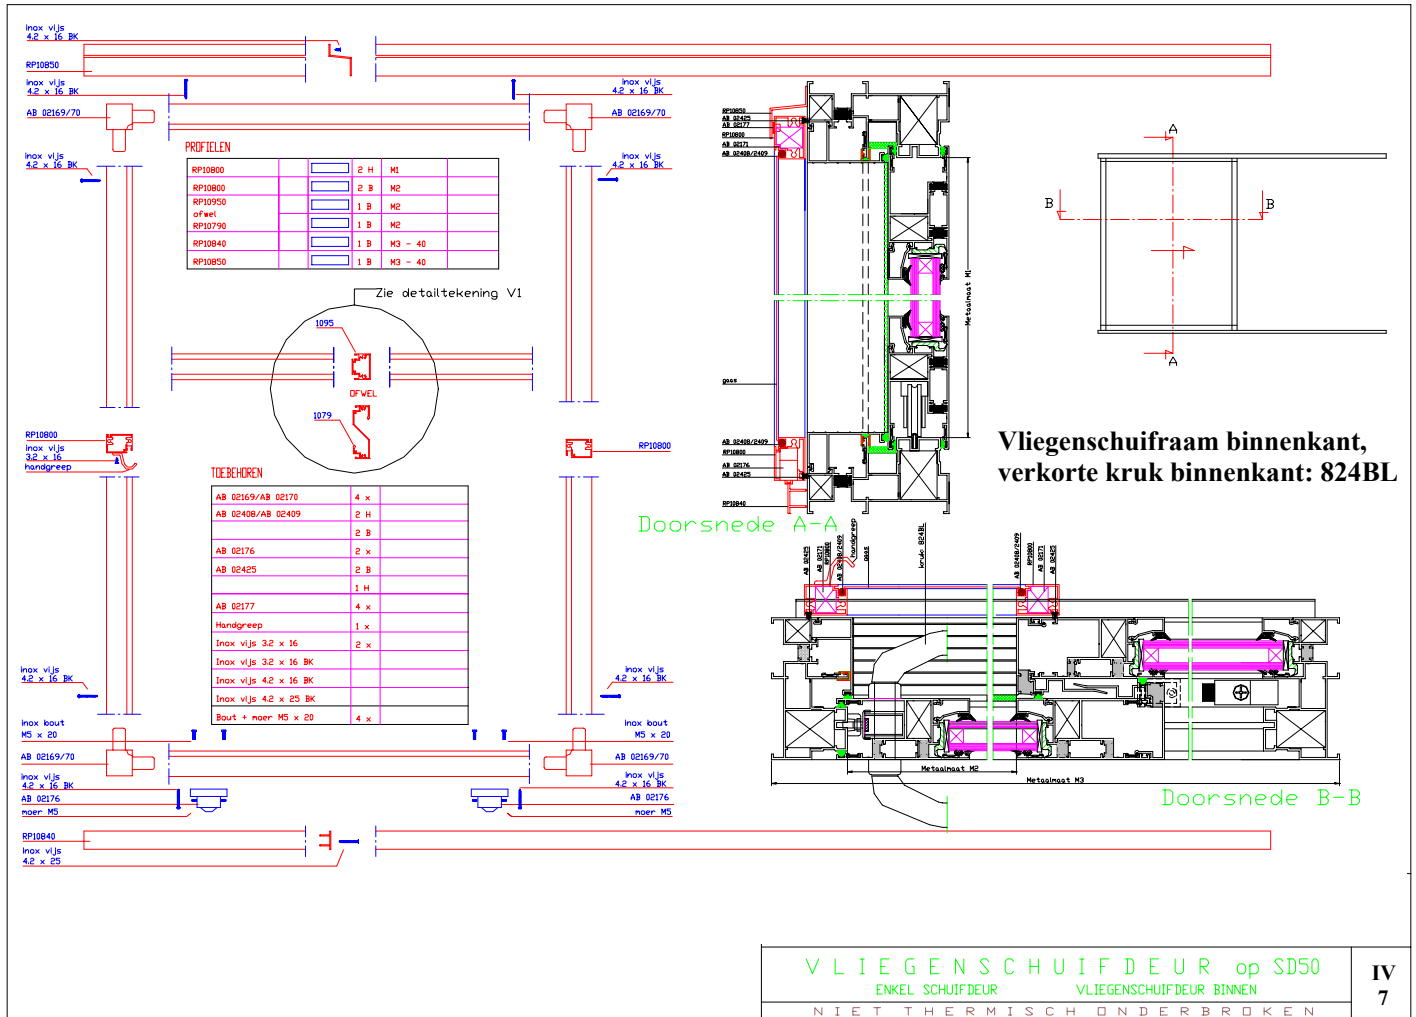 inox vijs
4.2 x 16 BK
RP10850
inox vijs
4.2 x 16 BK
inox vijs
4.2 x 16 BK
AB 02169/70
AB 02169/70
inox vijs
4.2 x 16 BK
inox vijs
4.2 x 16 BK
PROFIELEN
RP10800 2 H M1
RP10800 2 B M2
RP10950 1 B M2
ofwel
RP10790 1 B M2
RP10840 1 B M3 - 40
RP10850 1 B M3 - 40
Zie detailtekening V1
1095
OFWEL
1079
RP10800
inox vijs
3.2 x 16
handgreep
RP10800
TOEBEHOREN
AB 02169/AB 02170 4 x
AB 02408/AB 02409 2 H
2 B
AB 02176 2 x
AB 02425 2 B
1 H
AB 02177 4 x
Handgreep 1 x
Inox vijs 3.2 x 16 2 x
Inox vijs 3.2 x 16 BK
Inox vijs 4.2 x 16 BK
Inox vijs 4.2 x 25 BK
Bout + moer M5 x 20 4 x
inox vijs
4.2 x 16 BK
inox vijs
4.2 x 16 BK
inox bout
M5 x 20
inox bout
M5 x 20
AB 02169/70
AB 02169/70
inox vijs
4.2 x 16 BK
inox vijs
4.2 x 16 BK
AB 02176
AB 02176
moer M5
moer M5
RP10840
inox vijs
4.2 x 25
RP10850
AB 02425
AB 02177
RP10800
AB 02171
AB 02408/2409
gaas
AB 02408/2409
RP10800
AB 02176
AB 02425
RP10840
Metaalmaat M1
Doorsnede A-A
A
B
B
A
Vliegenschuifraam binnenkant,
verkorte kruk binnenkant: 824BL
AB 02425
AB 02171
RP10800
AB 02408/2409
handgreep
gaas
kruk: 824BL
AB 02408/2409
RP10800
AB 02171
AB 02425
Metaalmaat M2
Metaalmaat M3
Doorsnede B-B
VLIEGENSCHUIFDEUR op SD50
ENKEL SCHUIFDEUR VLIEGENSCHUIFDEUR BINNEN
NIET THERMISCH ONDERBROKEN
IV
7